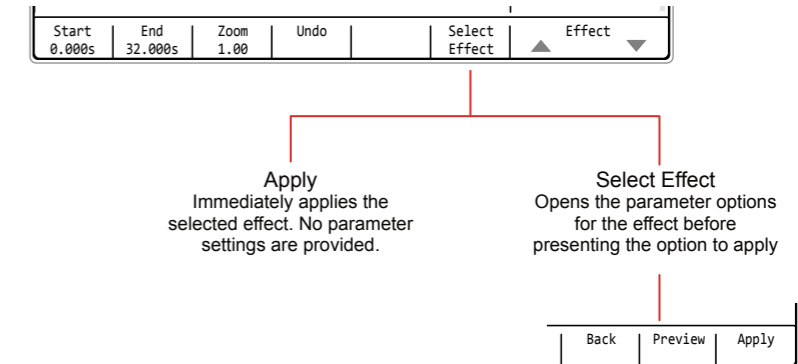 Start End Zoom Undo Select Effect
0.000s 32.000s 1.00 Effect
Apply
Immediately applies the
selected effect. No parameter
settings are provided.
Select Effect
Opens the parameter options
for the effect before
presenting the option to apply
Back Preview Apply